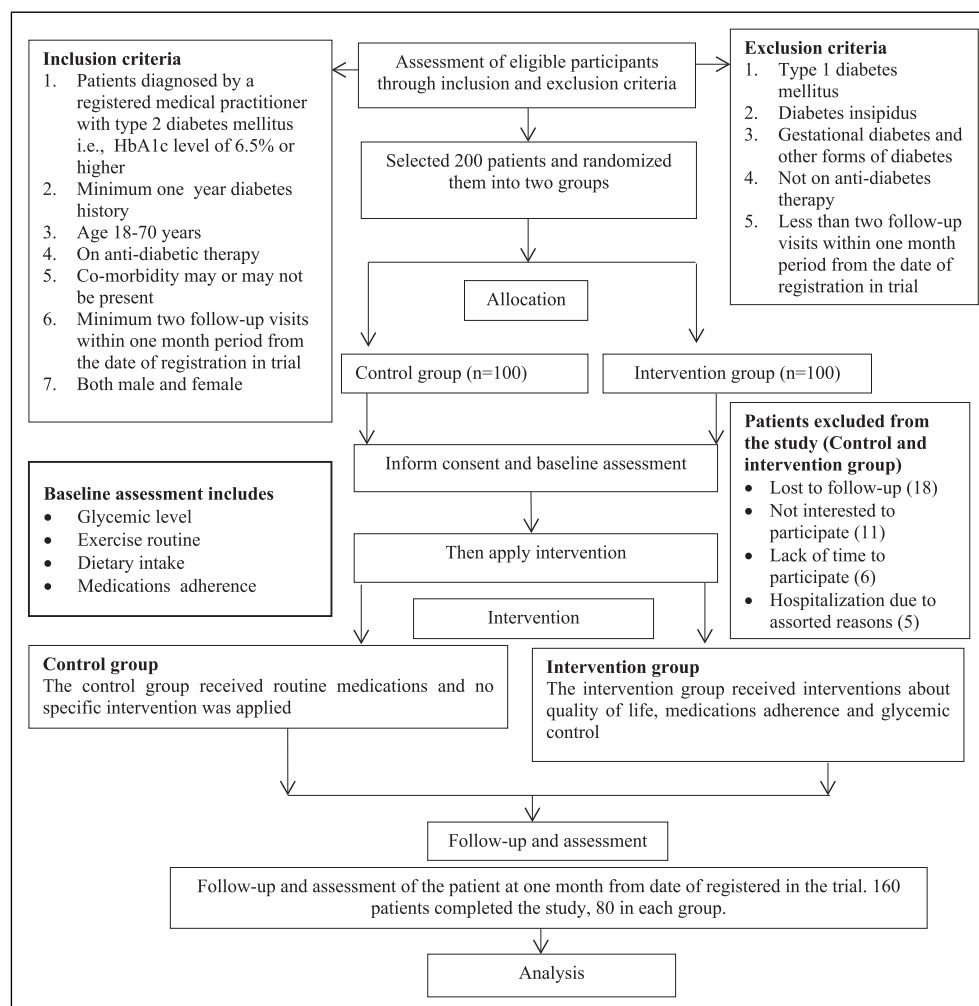 Inclusion criteria
1. Patients diagnosed by a
registered medical practitioner
with type 2 diabetes mellitus
i.e., HbA1c level of 6.5% or
higher
2. Minimum one year diabetes
history
3. Age 18-70 years
4. On anti-diabetic therapy
5. Co-morbidity may or may not
be present
6. Minimum two follow-up visits
within one month period from
the date of registration in trial
7. Both male and female
Assessment of eligible participants
through inclusion and exclusion criteria
Exclusion criteria
1. Type 1 diabetes
mellitus
2. Diabetes insipidus
3. Gestational diabetes and
other forms of diabetes
4. Not on anti-diabetes
therapy
5. Less than two follow-up
visits within one month
period from the date of
registration in trial
Selected 200 patients and randomized
them into two groups
Allocation
Control group (n=100)
Intervention group (n=100)
Inform consent and baseline assessment
Patients excluded from
the study (Control and
intervention group)
• Lost to follow-up (18)
• Not interested to
participate (11)
• Lack of time to
participate (6)
• Hospitalization due to
assorted reasons (5)
Baseline assessment includes
• Glycemic level
• Exercise routine
• Dietary intake
• Medications adherence
Then apply intervention
Intervention
Control group
The control group received routine medications and no
specific intervention was applied
Intervention group
The intervention group received interventions about
quality of life, medications adherence and glycemic
control
Follow-up and assessment
Follow-up and assessment of the patient at one month from date of registered in the trial. 160
patients completed the study, 80 in each group.
Analysis